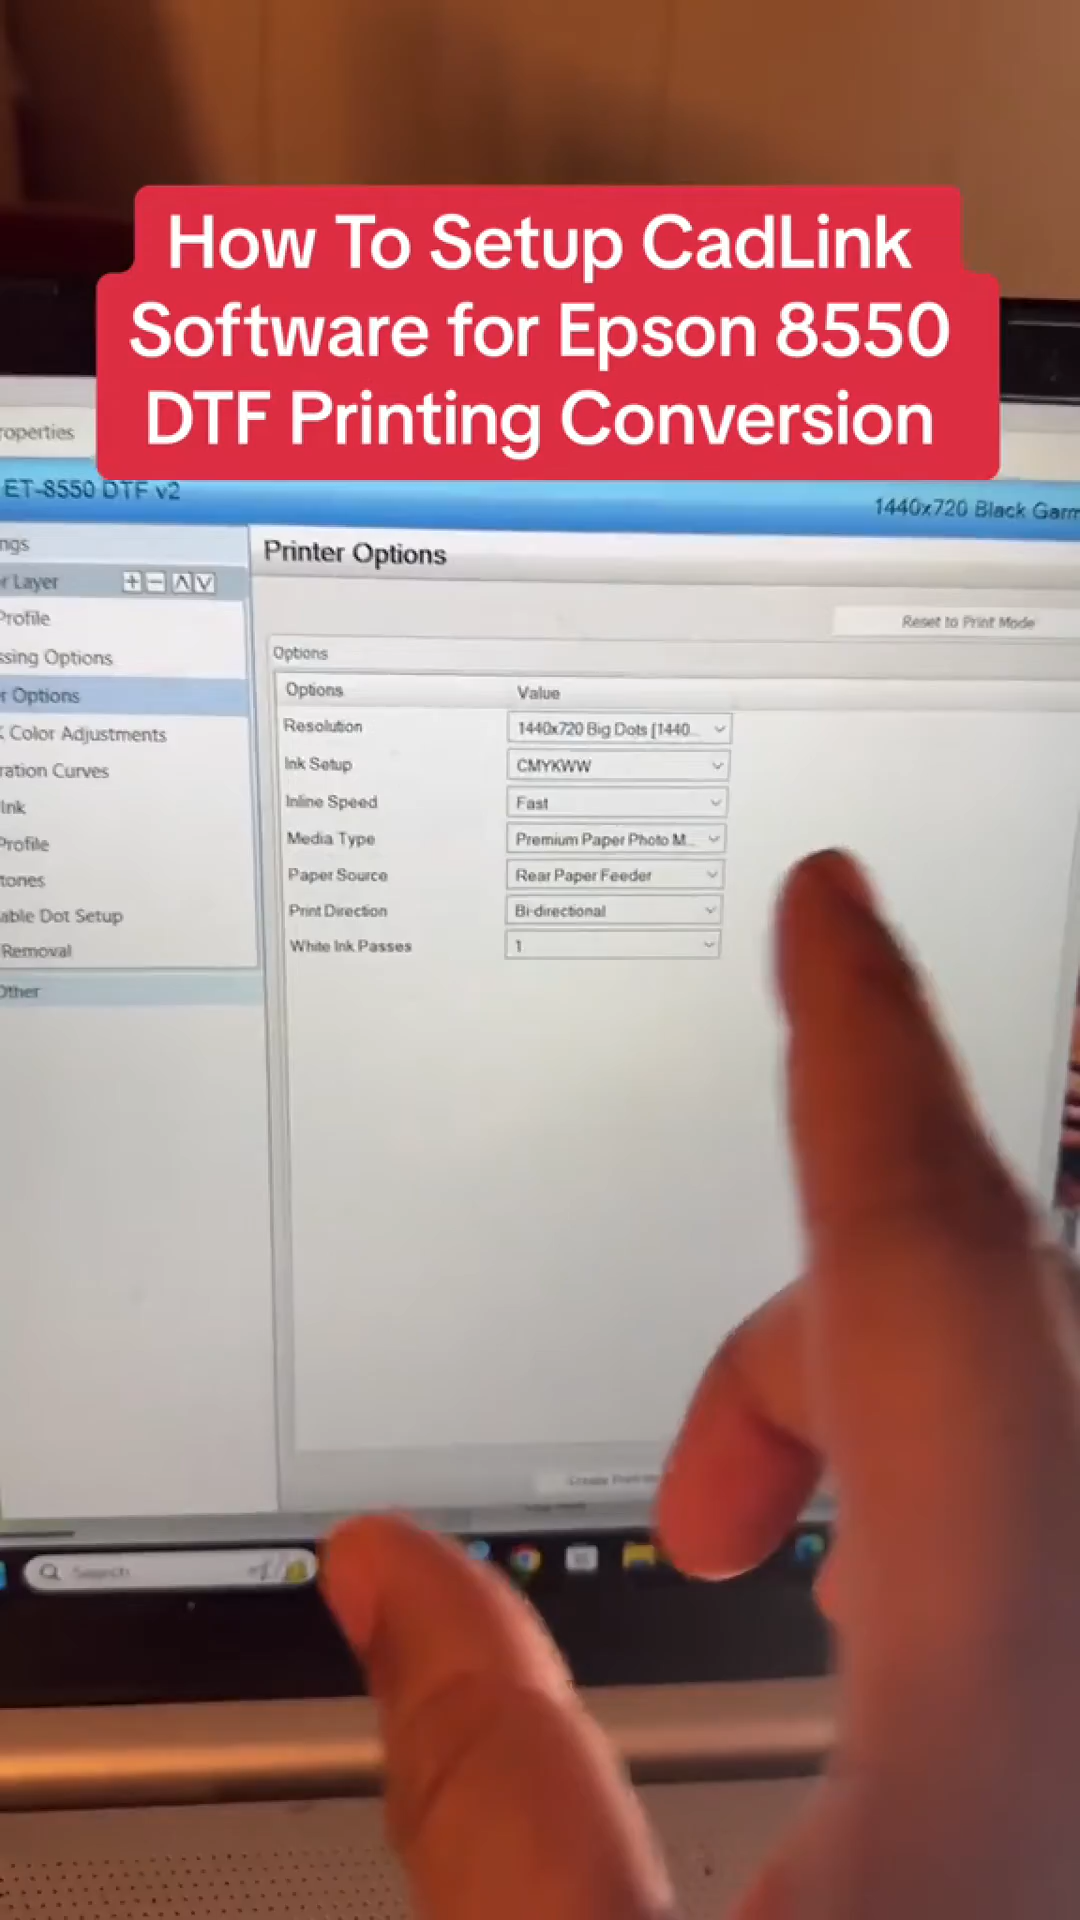 How To Setup CadLink
Software for Epson 8550
DTF Printing Conversion
roperties
ET-8550 DTF v2
1440x720 Black Garm
ngs
r Layer
Printer Options
Profile
Reset to Print Mode
ssing Options
Options
r Options
Options Value
Resolution 1440x720 Big Dots [1440...
Color Adjustments
Ink Setup CMYKWW
ration Curves
Inline Speed Fast
Ink
Media Type Premium Paper Photo M...
Profile
Paper Source Rear Paper Feeder
tones
Print Direction Bi-directional
able Dot Setup
White Ink Passes 1
Removal
Other
Search